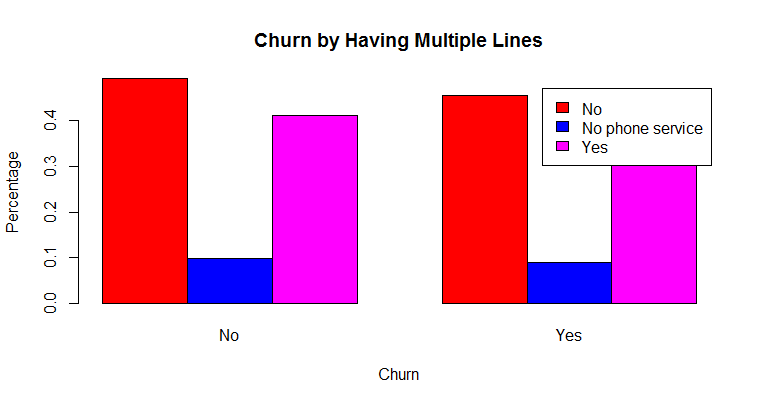 Churn by Having Multiple Lines
No
No phone service
Yes
0.4
0.3
0.2
0.1
0.0
Percentage
No
Yes
Churn